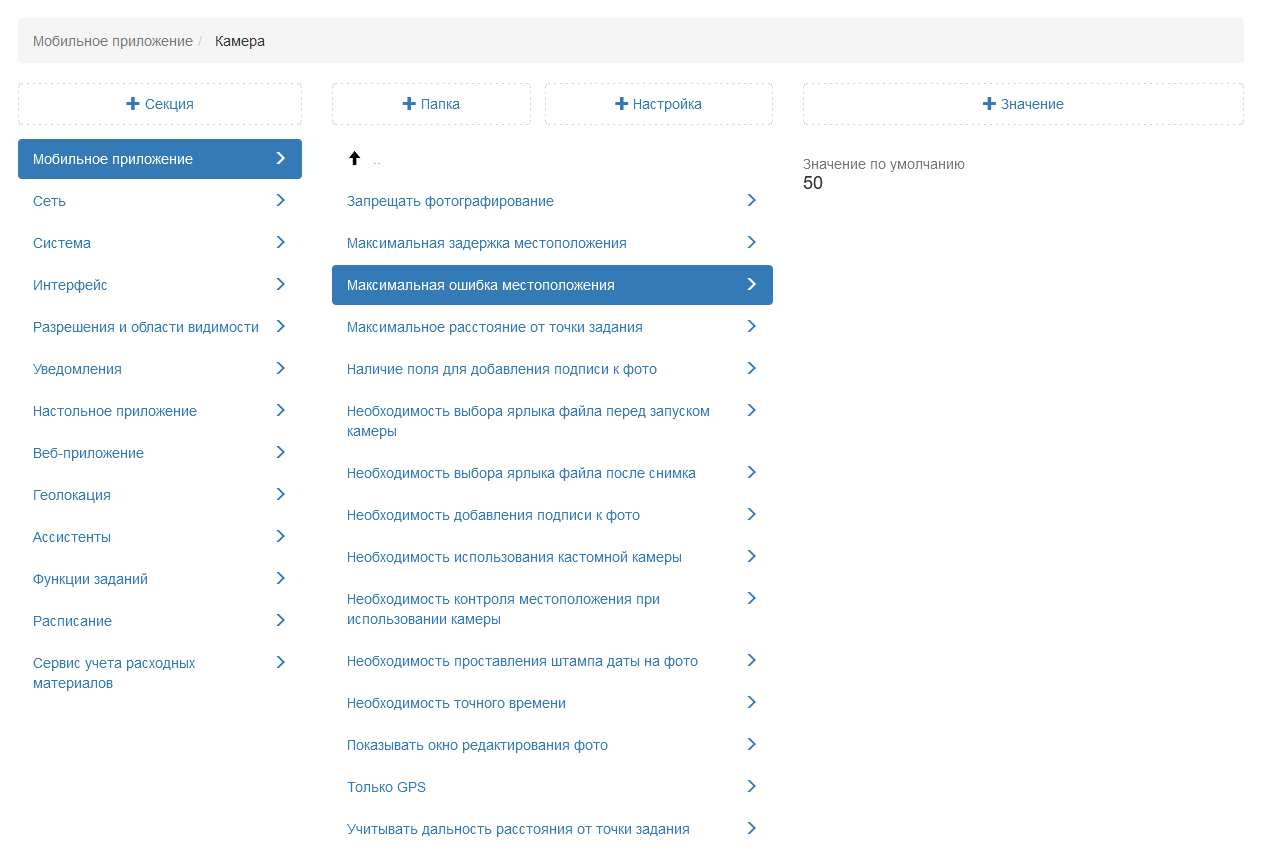 Мобильное приложение / Камера
Секция
Папка
Настройка
Значение
Мобильное приложение
Сеть
Система
Интерфейс
Разрешения и области видимости
Уведомления
Настольное приложение
Веб-приложение
Геолокация
Ассистенты
Функции заданий
Расписание
Сервис учета расходных
материалов
..
Запрещать фотографирование
Максимальная задержка местоположения
Максимальная ошибка местоположения
Максимальное расстояние от точки задания
Наличие поля для добавления подписи к фото
Необходимость выбора ярлыка файла перед запуском
камеры
Необходимость выбора ярлыка файла после снимка
Необходимость добавления подписи к фото
Необходимость использования кастомной камеры
Необходимость контроля местоположения при
использовании камеры
Необходимость проставления штампа даты на фото
Необходимость точного времени
Показывать окно редактирования фото
Только GPS
Учитывать дальность расстояния от точки задания
Значение по умолчанию
50